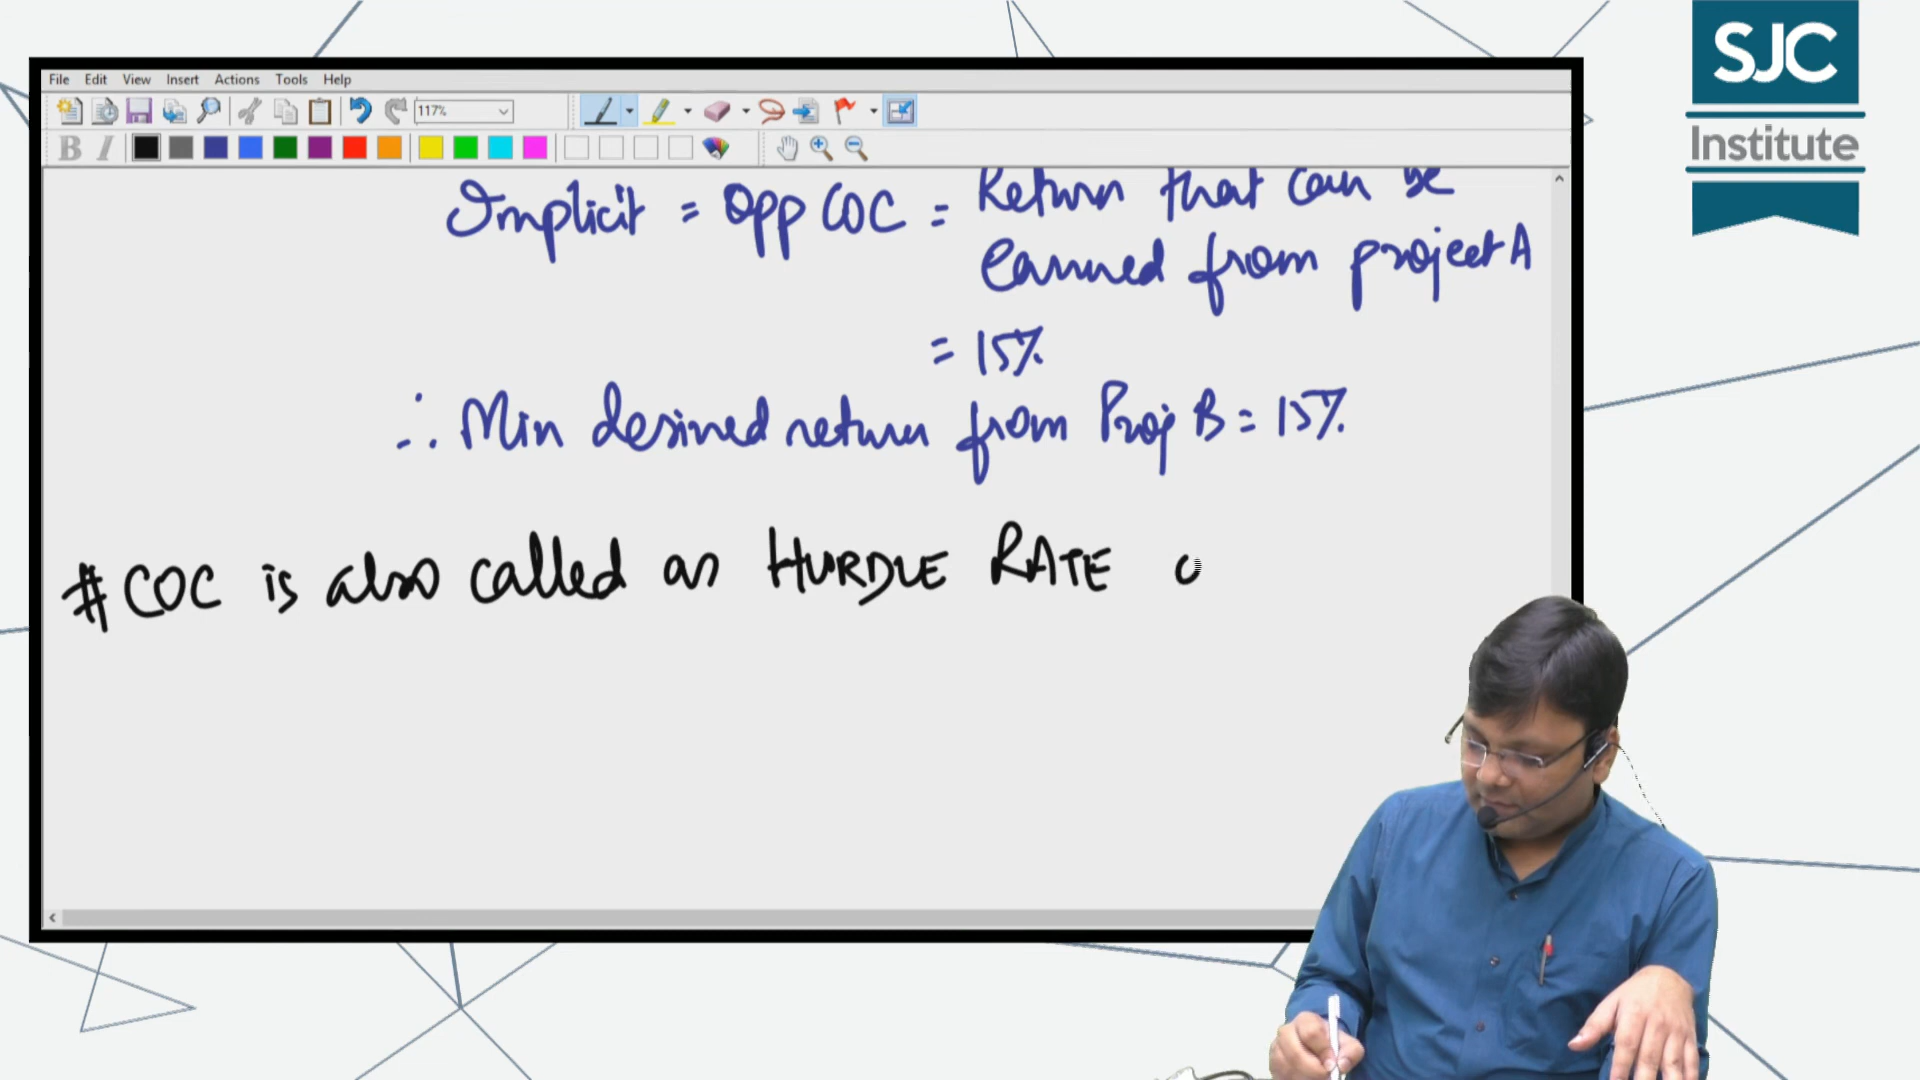 SJC
Institute
File Edit View Insert Actions Tools Help
117%
B I
Implicit = Opp COC = Return that can be
earned from project A
= 15%
∴ Min desired return from Proj B = 15%
# COC is also called as HURDLE RATE o